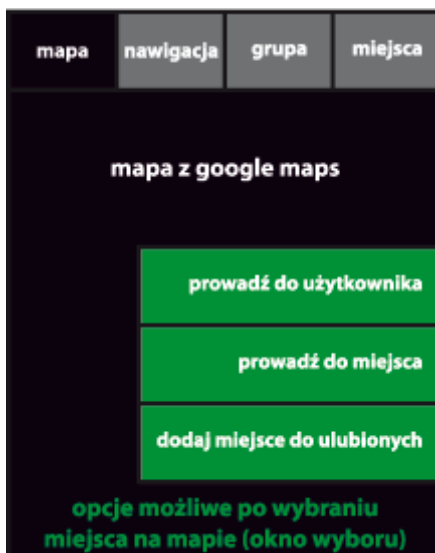 mapa nawigacja grupa miejsca
mapa z google maps
prowadź do użytkownika
prowadź do miejsca
dodaj miejsce do ulubionych
opcje możliwe po wybraniu
miejsca na mapie (okno wyboru)